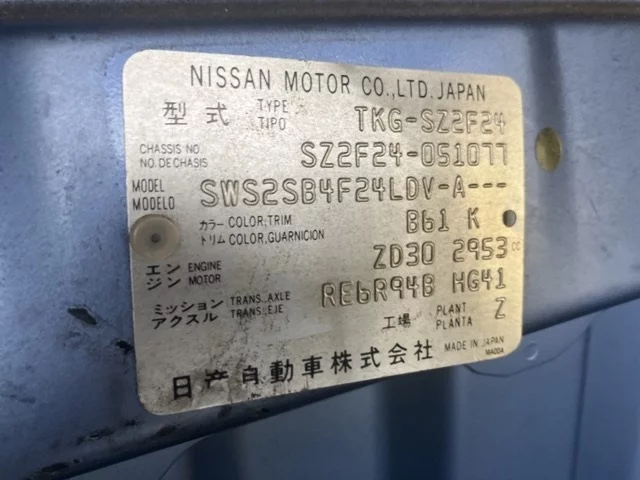 NISSAN MOTOR CO.,LTD. JAPAN
型式 TYPE TIPO TKG-SZ2F24
CHASSIS NO. NO. DE CHASIS SZ2F24-051077
MODEL MODELO SWS2SB4F24LDV-A---
カラー COLOR,TRIM B61 K
トリム COLOR,GUARNICION
エンジン ENGINE MOTOR ZD30 2953 cc
ミッション TRANS.,AXLE RE6R94B HG41
アクスル TRANS.,EJE
工場 PLANT PLANTA Z
日産自動車株式会社 MADE IN JAPAN
MA00A